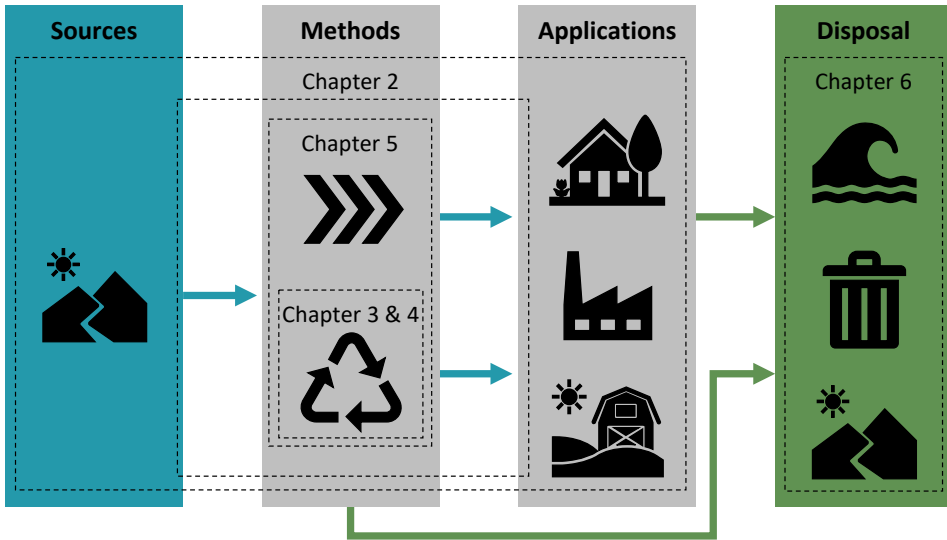 Sources
Methods
Applications
Disposal
Chapter 2
Chapter 6
Chapter 5
Chapter 3 & 4